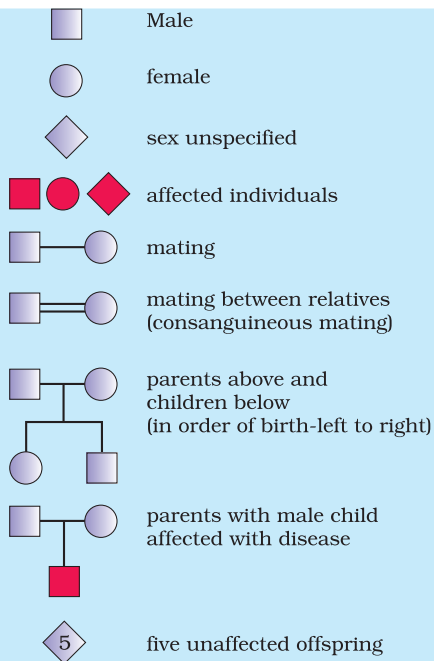 Male
female
sex unspecified
affected individuals
mating
mating between relatives
(consanguineous mating)
parents above and
children below
(in order of birth-left to right)
parents with male child
affected with disease
5 five unaffected offspring